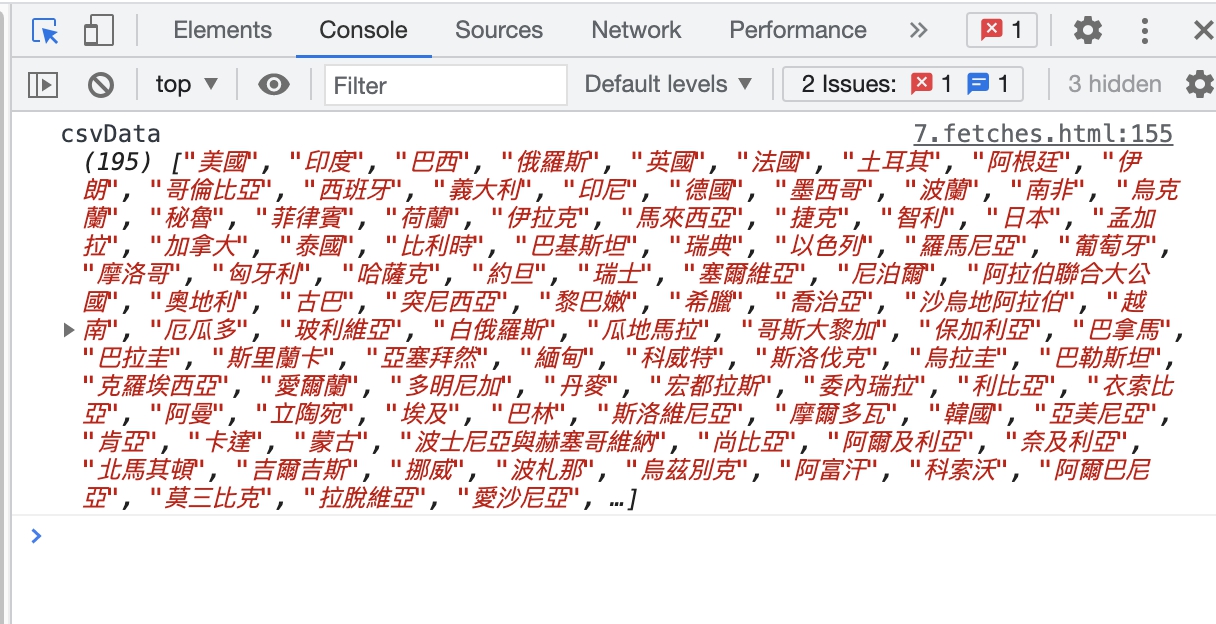 Elements Console Sources Network Performance » 1
top ▼ Filter Default levels ▼ 2 Issues: 1 1 3 hidden
csvData 7.fetches.html:155
(195) ["美國", "印度", "巴西", "俄羅斯", "英國", "法國", "土耳其", "阿根廷", "伊
朗", "哥倫比亞", "西班牙", "義大利", "印尼", "德國", "墨西哥", "波蘭", "南非", "烏克
蘭", "秘魯", "菲律賓", "荷蘭", "伊拉克", "馬來西亞", "捷克", "智利", "日本", "孟加
拉", "加拿大", "泰國", "比利時", "巴基斯坦", "瑞典", "以色列", "羅馬尼亞", "葡萄牙",
"摩洛哥", "匈牙利", "哈薩克", "約旦", "瑞士", "塞爾維亞", "尼泊爾", "阿拉伯聯合大公
國", "奧地利", "古巴", "突尼西亞", "黎巴嫩", "希臘", "喬治亞", "沙烏地阿拉伯", "越
南", "厄瓜多", "玻利維亞", "白俄羅斯", "瓜地馬拉", "哥斯大黎加", "保加利亞", "巴拿馬",
"巴拉圭", "斯里蘭卡", "亞塞拜然", "緬甸", "科威特", "斯洛伐克", "烏拉圭", "巴勒斯坦",
"克羅埃西亞", "愛爾蘭", "多明尼加", "丹麥", "宏都拉斯", "委內瑞拉", "利比亞", "衣索比
亞", "阿曼", "立陶宛", "埃及", "巴林", "斯洛維尼亞", "摩爾多瓦", "韓國", "亞美尼亞",
"肯亞", "卡達", "蒙古", "波士尼亞與赫塞哥維納", "尚比亞", "阿爾及利亞", "奈及利亞",
"北馬其頓", "吉爾吉斯", "挪威", "波札那", "烏茲別克", "阿富汗", "科索沃", "阿爾巴尼
亞", "莫三比克", "拉脫維亞", "愛沙尼亞", …]